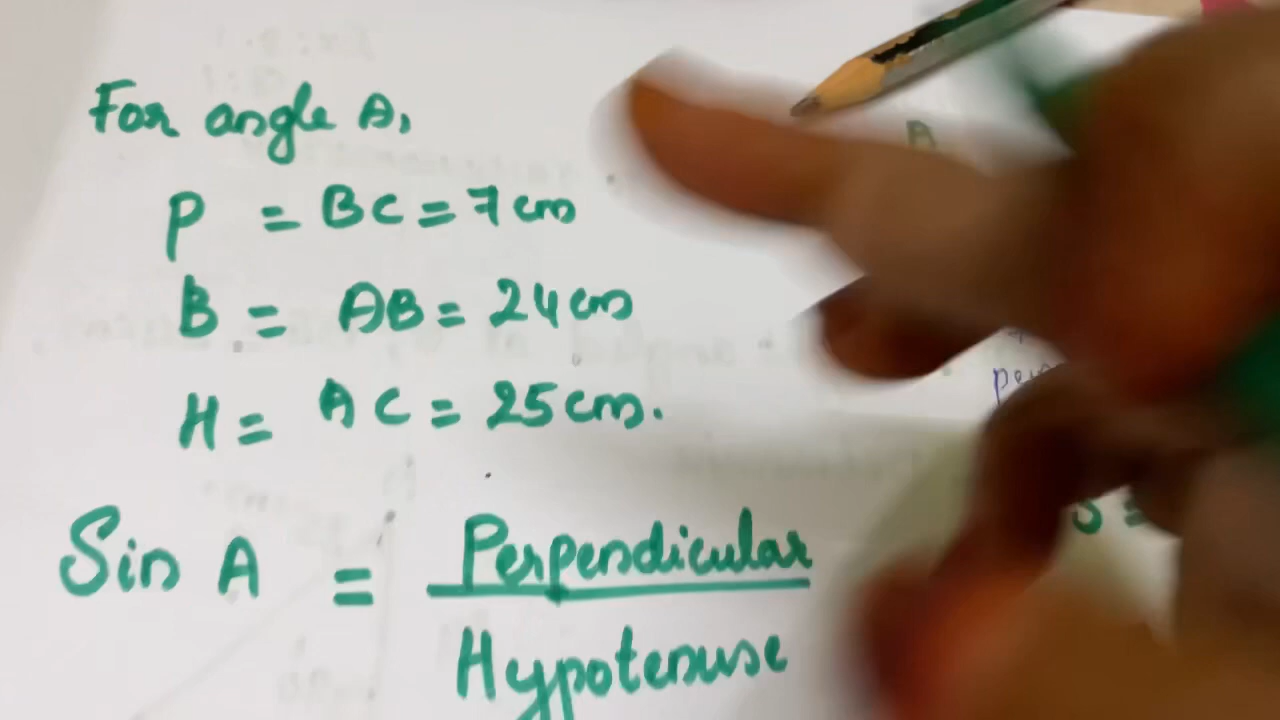 For angle A,
P = BC = 7 cm
B = AB = 24 cm
H = AC = 25 cm.
Sin A = Perpendicular
Hypotenuse
A